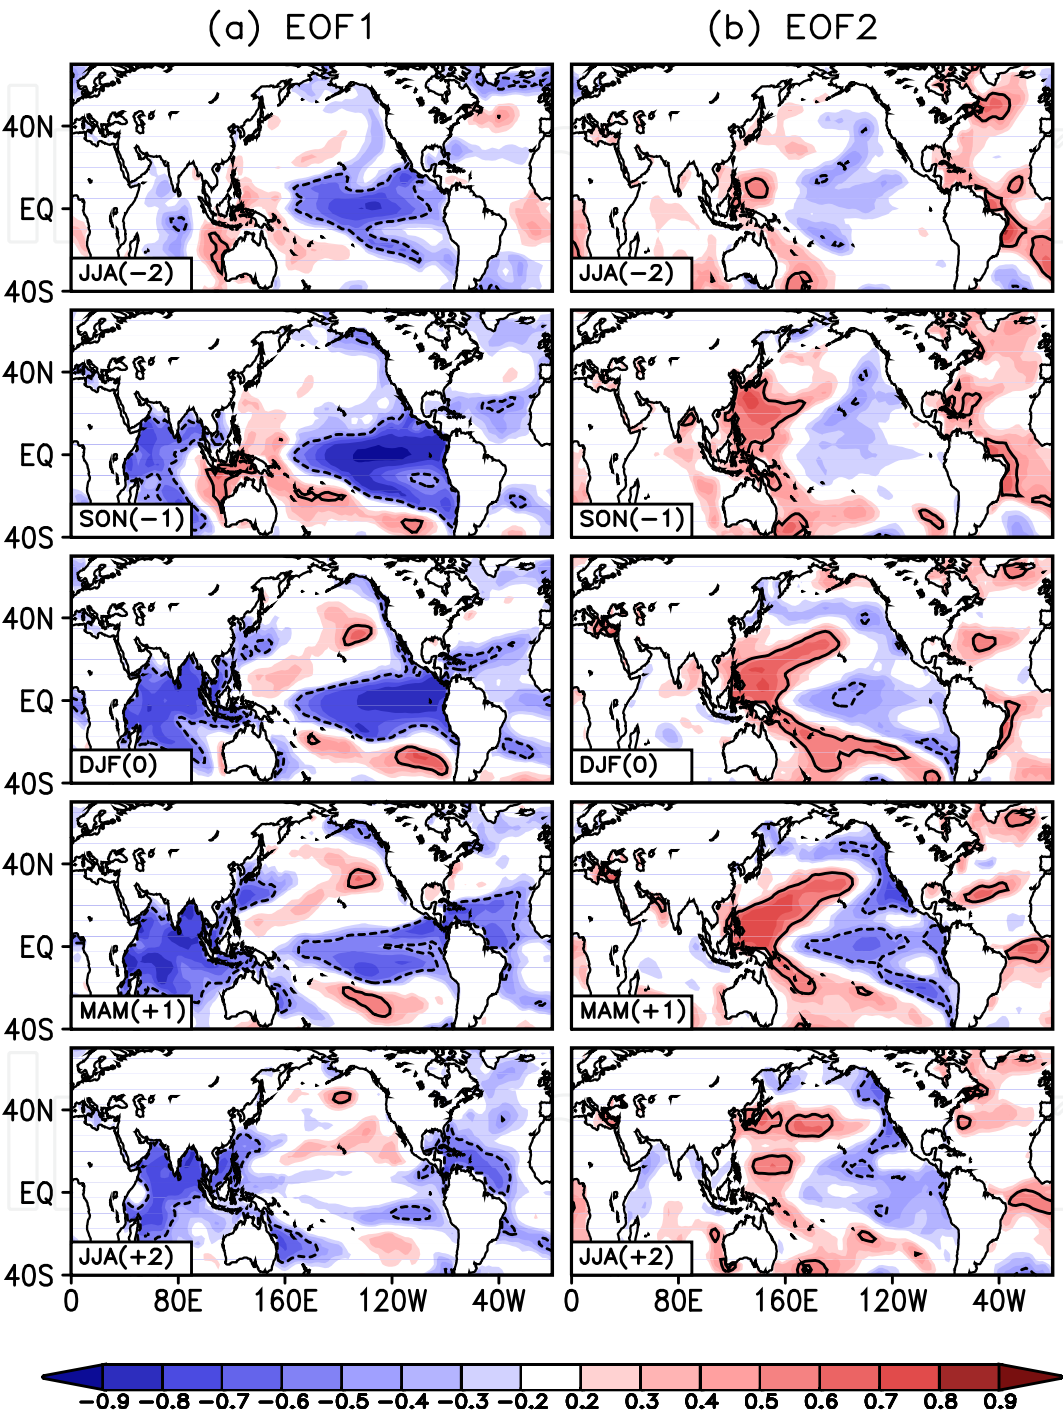 (a) EOF1 (b) EOF2
40N
EQ
40S
JJA(−2) JJA(−2)
40N
EQ
40S
SON(−1) SON(−1)
40N
EQ
40S
DJF(0) DJF(0)
40N
EQ
40S
MAM(+1) MAM(+1)
40N
EQ
40S
JJA(+2) JJA(+2)
0 80E 160E 120W 40W 0 80E 160E 120W 40W
−0.9 −0.8 −0.7 −0.6 −0.5 −0.4 −0.3 −0.2 0.2 0.3 0.4 0.5 0.6 0.7 0.8 0.9